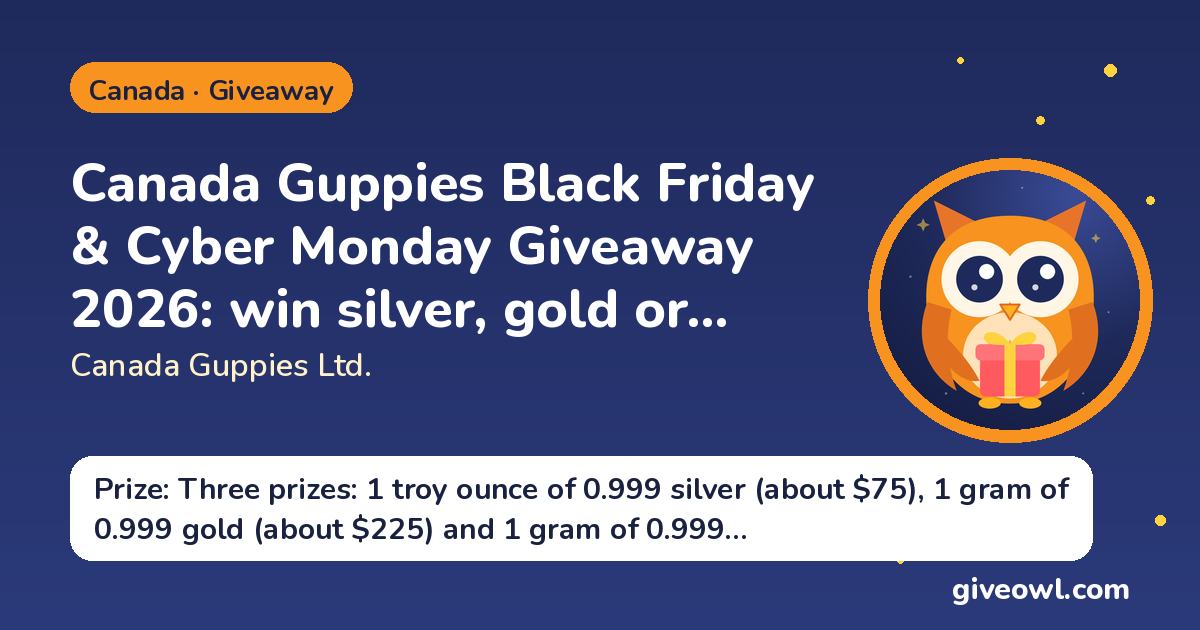 Canada · Giveaway
Canada Guppies Black Friday
& Cyber Monday Giveaway
2026: win silver, gold or...
Canada Guppies Ltd.
Prize: Three prizes: 1 troy ounce of 0.999 silver (about $75), 1 gram of
0.999 gold (about $225) and 1 gram of 0.999...
giveowl.com